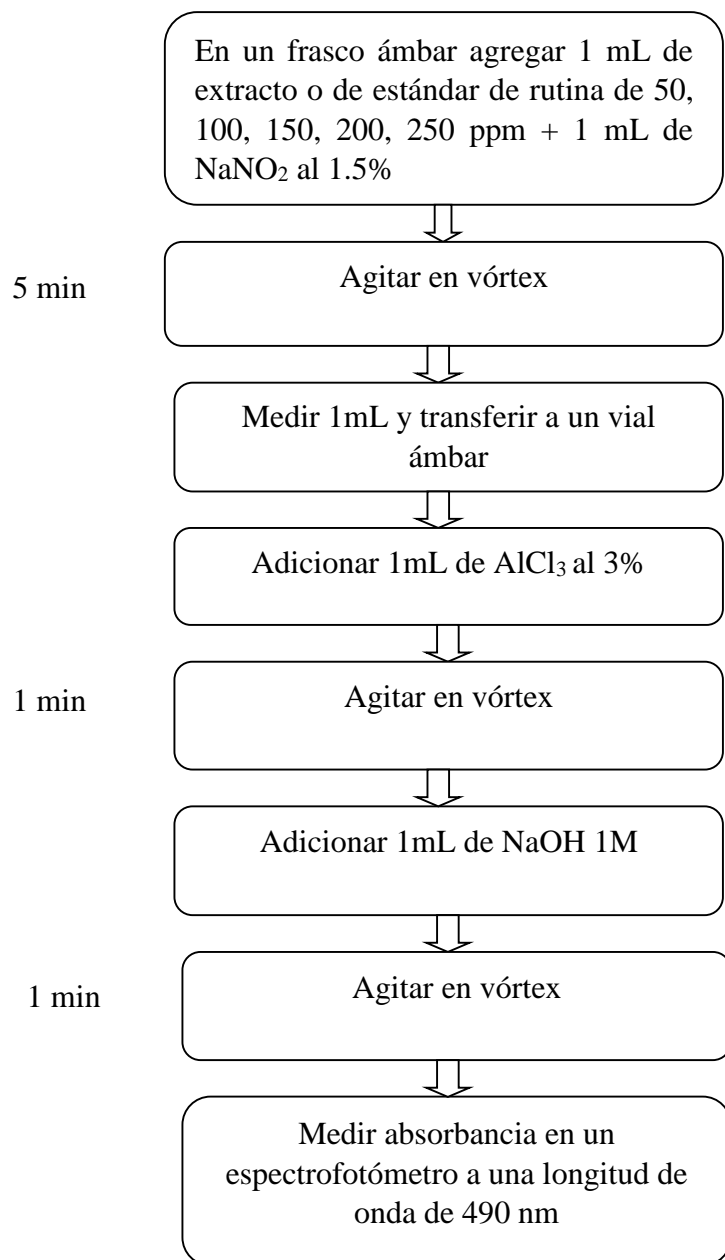 En un frasco ámbar agregar 1 mL de
extracto o de estándar de rutina de 50,
100, 150, 200, 250 ppm + 1 mL de
NaNO₂ al 1.5%
5 min
Agitar en vórtex
Medir 1mL y transferir a un vial
ámbar
Adicionar 1mL de AlCl₃ al 3%
1 min
Agitar en vórtex
Adicionar 1mL de NaOH 1M
1 min
Agitar en vórtex
Medir absorbancia en un
espectrofotómetro a una longitud de
onda de 490 nm